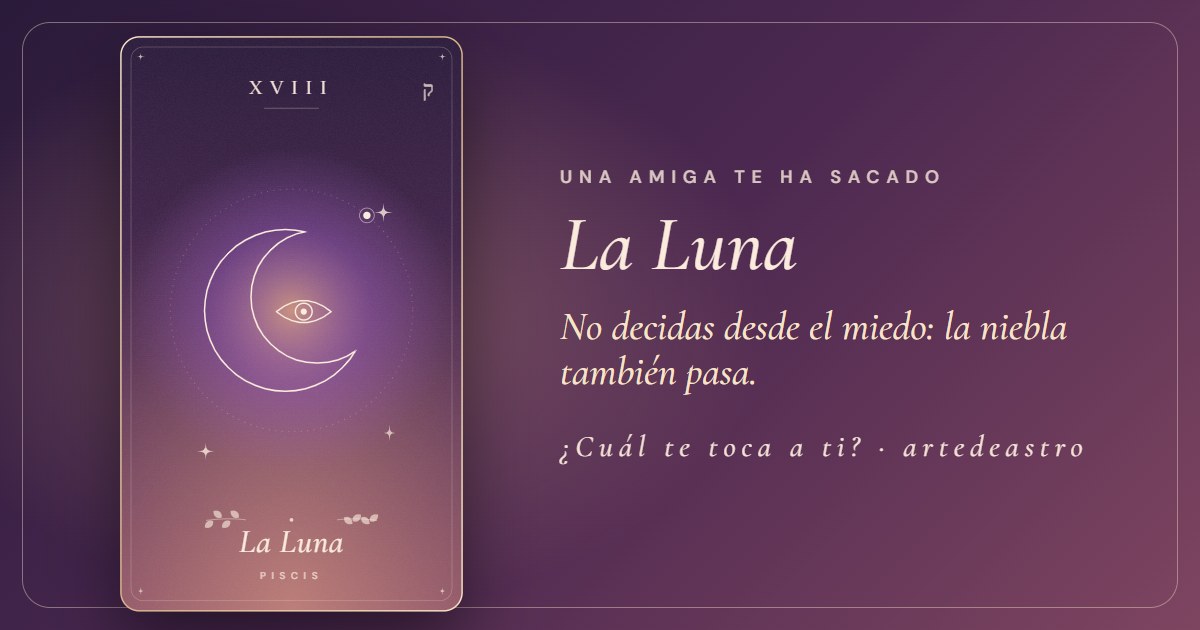 XVIII
ק
La Luna
PISCIS
UNA AMIGA TE HA SACADO
La Luna
No decidas desde el miedo: la niebla
también pasa.
¿Cuál te toca a ti? · artedeastro